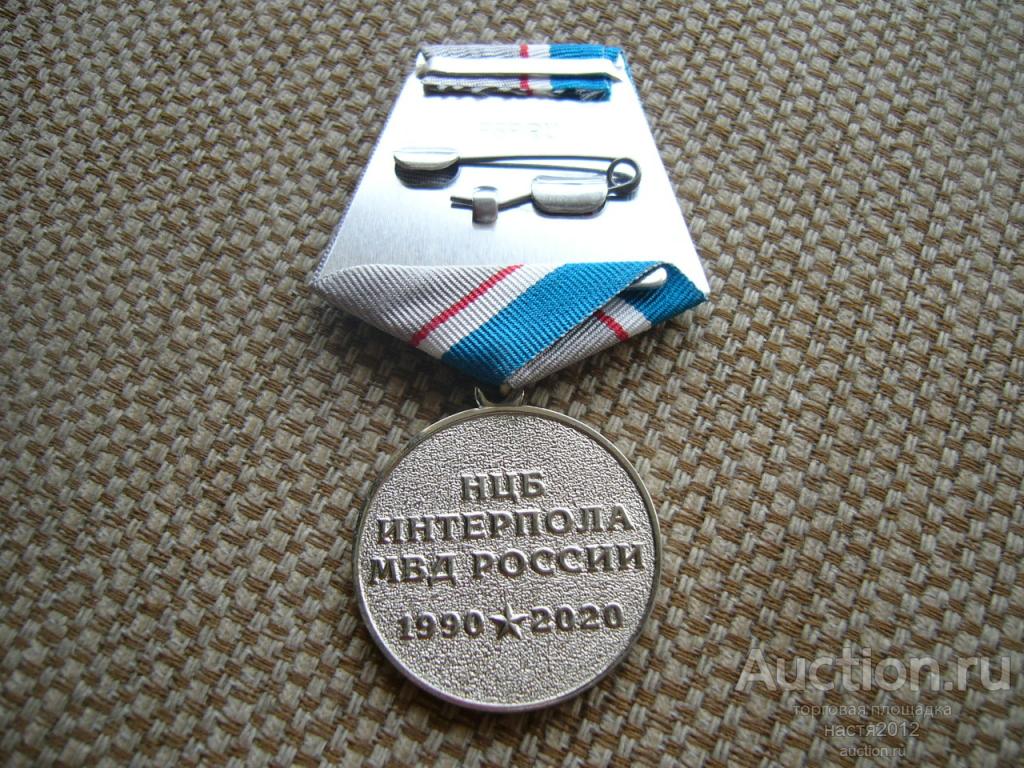 НЦБ
ИНТЕРПОЛА
МВД РОССИИ
1990★2020
Auction.ru
торговая площадка
настя2012
auction.ru